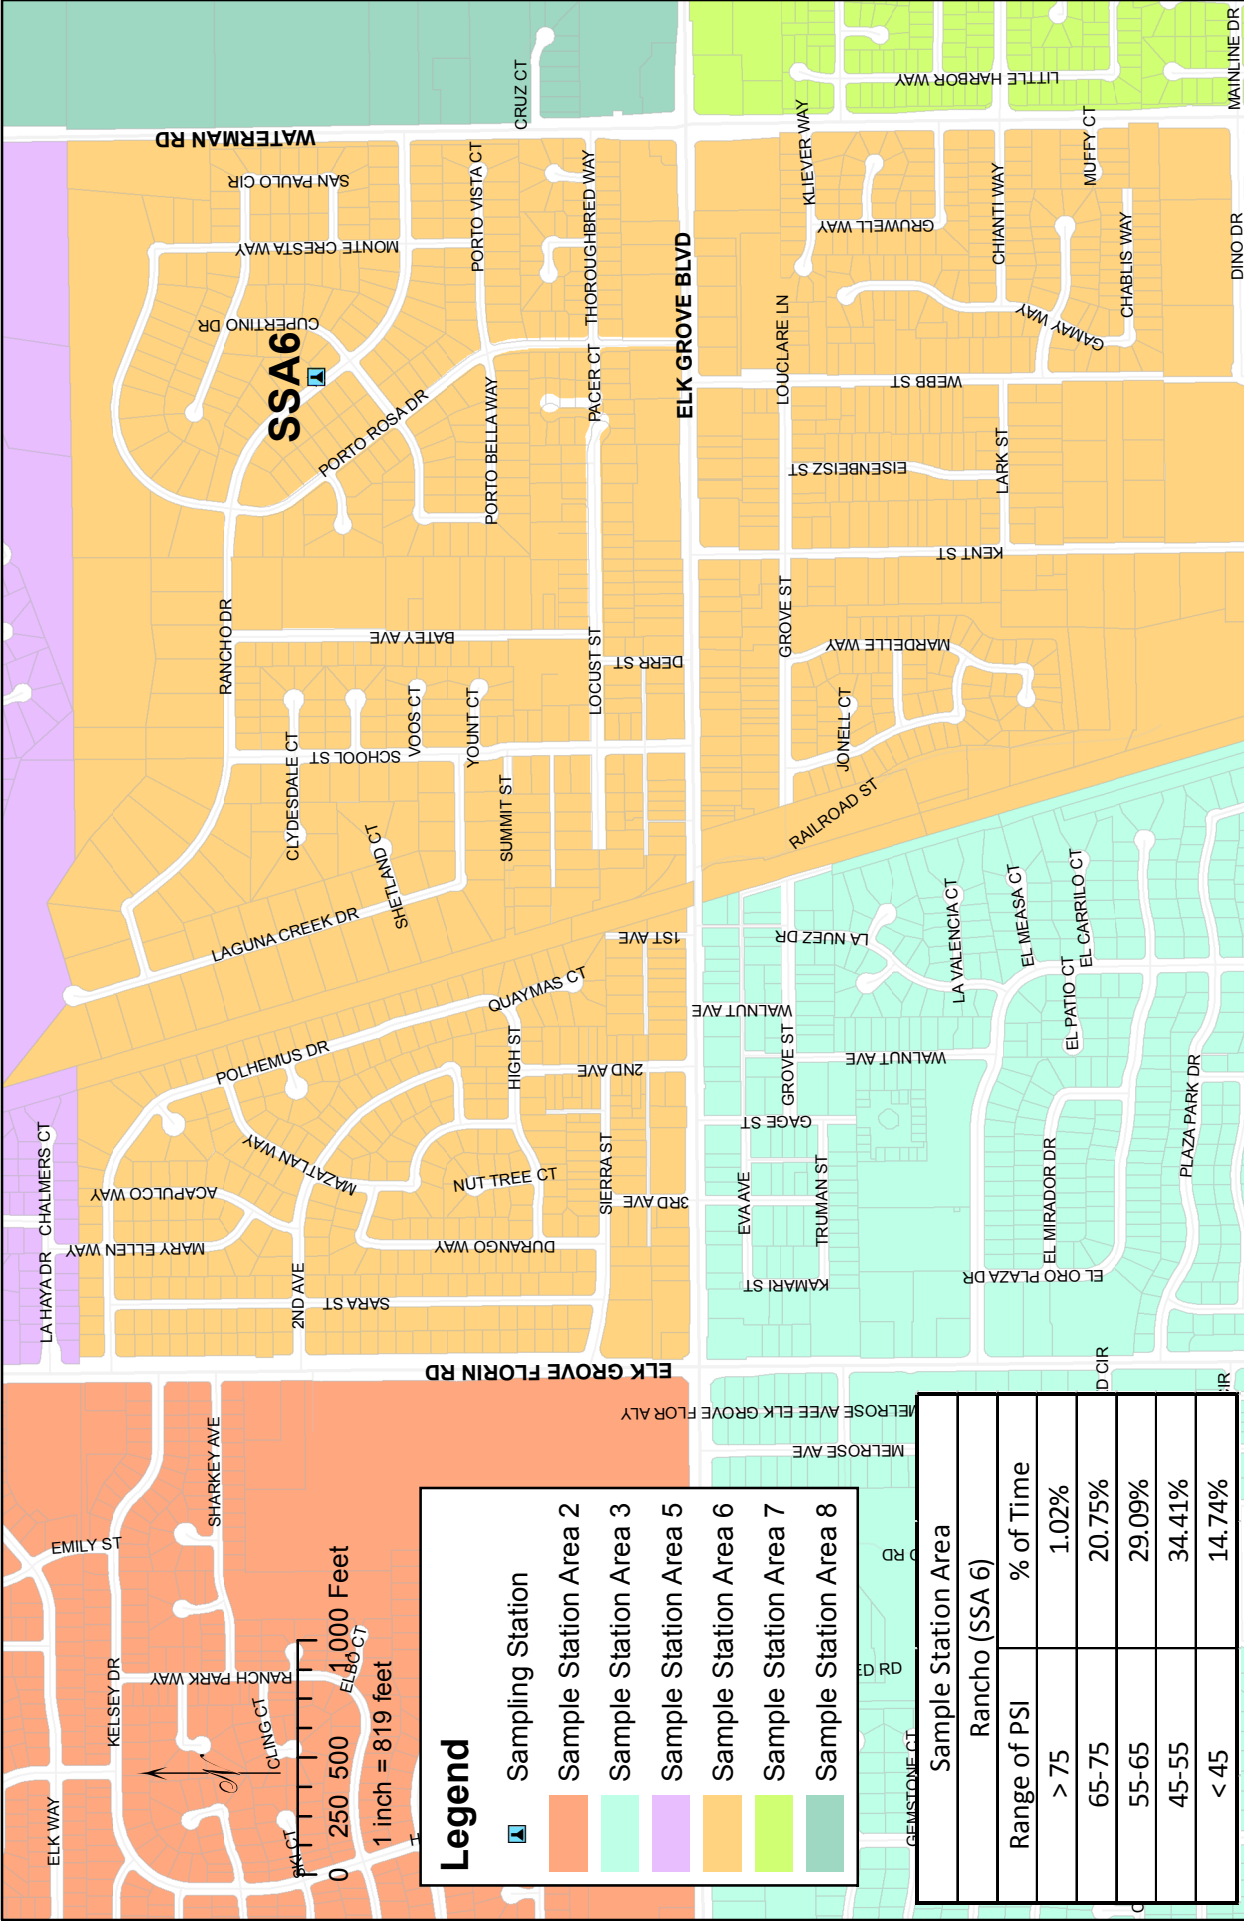 WATERMAN RD
CRUZ CT
LITTLE HARBOR WAY
MAINLINE DR
SAN PAULO CIR
MONTE CRESTA WAY
PORTO VISTA CT
THOROUGHBRED WAY
KLIEVER WAY
GRUWELL WAY
CHIANTI WAY
MUFFY CT
CHABLIS WAY
DINO DR
CUPERTINO DR
SSA6
ELK GROVE BLVD
LOUCLARE LN
GAMAY WAY
WEBB ST
PORTO ROSA DR
PORTO BELLA WAY
PACER CT
EISENBEISZ ST
LARK ST
KENT ST
RANCHO DR
BATEY AVE
LOCUST ST
DERR ST
GROVE ST
MARDELLE WAY
JONELL CT
CLYDESDALE CT
SCHOOL ST
VOOS CT
YOUNT CT
SUMMIT ST
SHETLAND CT
RAILROAD ST
LAGUNA CREEK DR
1ST AVE
LA NUEZ DR
LA VALENCIA CT
EL MEASA CT
EL CARRILO CT
EL PATIO CT
QUAYMAS CT
WALNUT AVE
WALNUT AVE
GROVE ST
POLHEMUS DR
HIGH ST
2ND AVE
GAGE ST
PLAZA PARK DR
CHALMERS CT
LA HAYA DR
ACAPULCO WAY
MARY ELLEN WAY
MAZATLAN WAY
NUT TREE CT
SIERRA ST
3RD AVE
DURANGO WAY
EVA AVE
TRUMAN ST
KAMARI ST
EL MIRADOR DR
EL ORO PLAZA DR
2ND AVE
SARA ST
ELK GROVE FLORIN RD
D CIR
CIR
MELROSE AVEE ELK GROVE FLOR ALY
MELROSE AVE
SHARKEY AVE
EMILY ST
KELSEY DR
RANCH PARK WAY
CLING CT
ELBO CT
ELK WAY
SKI CT
D RD
ED RD
GEMSTONE CT
N
0 250 500 1,000 Feet
1 inch = 819 feet
Legend
Sampling Station
Sample Station Area 2
Sample Station Area 3
Sample Station Area 5
Sample Station Area 6
Sample Station Area 7
Sample Station Area 8
Sample Station Area
Rancho (SSA 6)
Range of PSI % of Time
> 75 1.02%
65-75 20.75%
55-65 29.09%
45-55 34.41%
< 45 14.74%